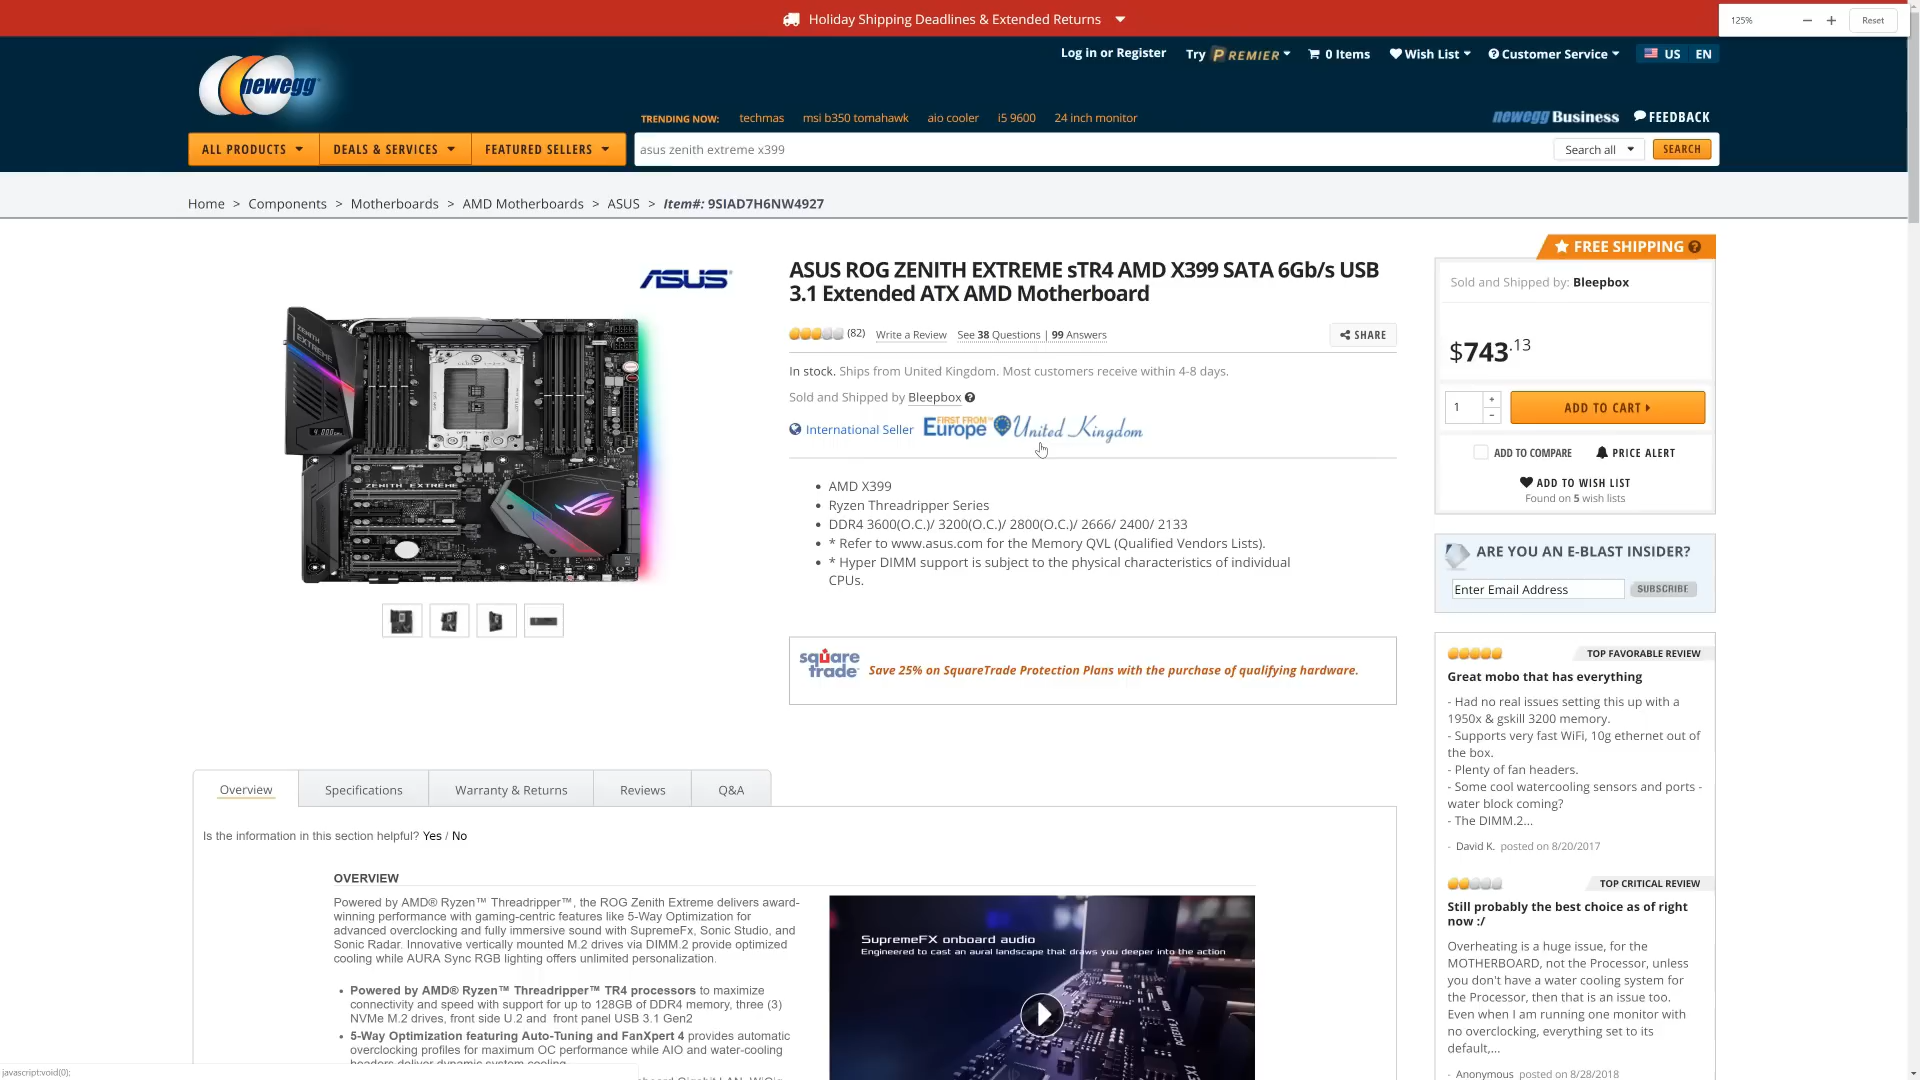 Holiday Shipping Deadlines & Extended Returns
125%
Reset
Log in or Register
Try PREMIER
0 Items
Wish List
Customer Service
US
EN
newegg
TRENDING NOW: techmas msi b350 tomahawk aio cooler i5 9600 24 inch monitor
newegg Business
FEEDBACK
ALL PRODUCTS
DEALS & SERVICES
FEATURED SELLERS
asus zenith extreme x399
Search all
SEARCH
Home > Components > Motherboards > AMD Motherboards > ASUS > Item#: 9SIAD7H6NW4927
ASUS
ZENITH
EXTREME
ZENITH EXTREME
ASUS ROG ZENITH EXTREME sTR4 AMD X399 SATA 6Gb/s USB
3.1 Extended ATX AMD Motherboard
(82) Write a Review See 38 Questions | 99 Answers
SHARE
In stock. Ships from United Kingdom. Most customers receive within 4-8 days.
Sold and Shipped by Bleepbox
International Seller FIRST FROM Europe United Kingdom
• AMD X399
• Ryzen Threadripper Series
• DDR4 3600(O.C.)/ 3200(O.C.)/ 2800(O.C.)/ 2666/ 2400/ 2133
• * Refer to www.asus.com for the Memory QVL (Qualified Vendors Lists).
• * Hyper DIMM support is subject to the physical characteristics of individual
CPUs.
square trade
Save 25% on SquareTrade Protection Plans with the purchase of qualifying hardware.
FREE SHIPPING
Sold and Shipped by: Bleepbox
$743.13
1
+
-
ADD TO CART
ADD TO COMPARE
PRICE ALERT
ADD TO WISH LIST
Found on 5 wish lists
ARE YOU AN E-BLAST INSIDER?
Enter Email Address
SUBSCRIBE
TOP FAVORABLE REVIEW
Great mobo that has everything
- Had no real issues setting this up with a
1950x & gskill 3200 memory.
- Supports very fast WiFi, 10g ethernet out of
the box.
- Plenty of fan headers.
- Some cool watercooling sensors and ports -
water block coming?
- The DIMM.2...
- David K. posted on 8/20/2017
TOP CRITICAL REVIEW
Still probably the best choice as of right
now :/
Overheating is a huge issue, for the
MOTHERBOARD, not the Processor, unless
you don't have a water cooling system for
the Processor, then that is an issue too.
Even when I am running one monitor with
no overclocking, everything set to its
default,...
- Anonymous posted on 8/28/2018
Overview
Specifications
Warranty & Returns
Reviews
Q&A
Is the information in this section helpful? Yes / No
OVERVIEW
Powered by AMD® Ryzen™ Threadripper™, the ROG Zenith Extreme delivers award-
winning performance with gaming-centric features like 5-Way Optimization for
advanced overclocking and fully immersive sound with SupremeFx, Sonic Studio, and
Sonic Radar. Innovative vertically mounted M.2 drives via DIMM.2 provide optimized
cooling while AURA Sync RGB lighting offers unlimited personalization.
• Powered by AMD® Ryzen™ Threadripper™ TR4 processors to maximize
connectivity and speed with support for up to 128GB of DDR4 memory, three (3)
NVMe M.2 drives, front side U.2 and front panel USB 3.1 Gen2
• 5-Way Optimization featuring Auto-Tuning and FanXpert 4 provides automatic
overclocking profiles for maximum OC performance while AIO and water-cooling
SupremeFX onboard audio
Engineered to cast an aural landscape that draws you deeper into the action
javascript:void(0);